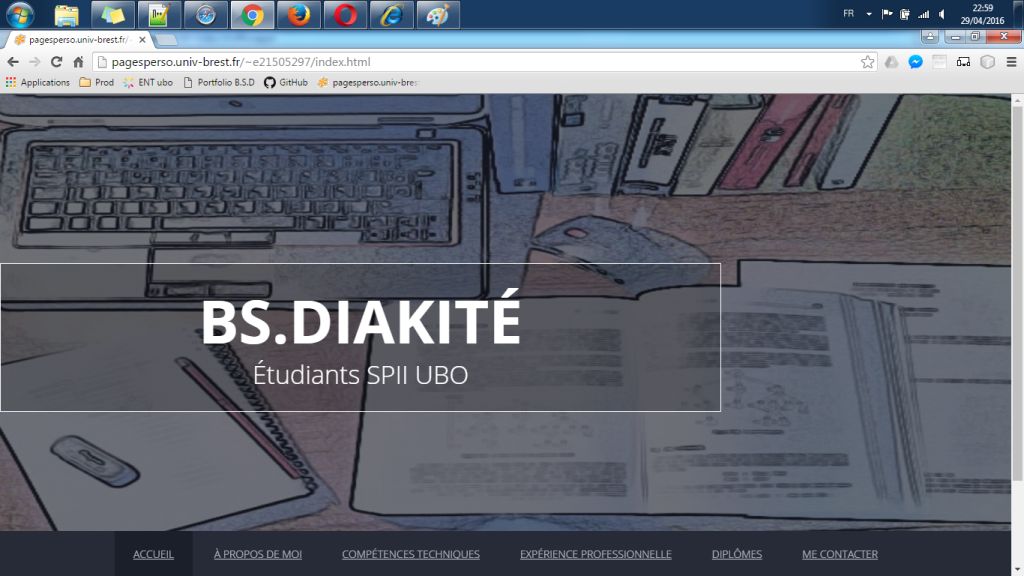 FR
22:59
29/04/2016
pagesperso.univ-brest.fr/~
pagesperso.univ-brest.fr/~e21505297/index.html
Applications Prod ENT ubo Portfolio B.S.D GitHub pagesperso.univ-bres
BS.DIAKITÉ
Étudiants SPII UBO
ACCUEIL À PROPOS DE MOI COMPÉTENCES TECHNIQUES EXPÉRIENCE PROFESSIONNELLE DIPLÔMES ME CONTACTER